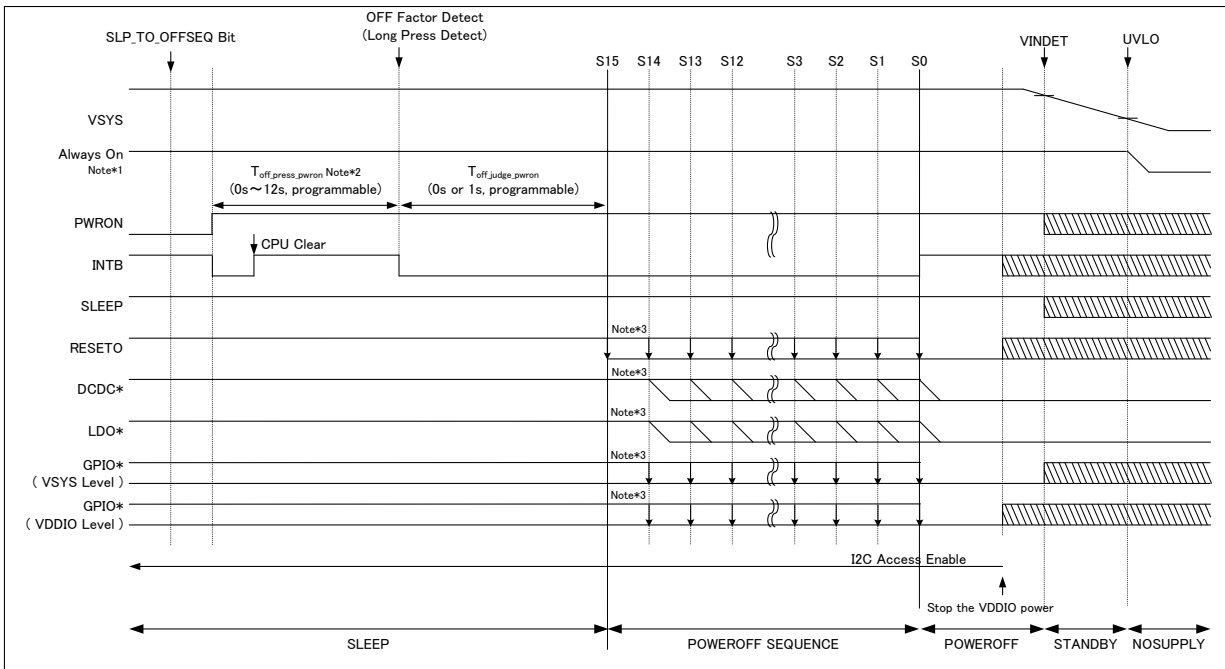 OFF Factor Detect
(Long Press Detect)
SLP_TO_OFFSEQ Bit
VINDET
UVLO
S15 S14 S13 S12 S3 S2 S1 S0
VSYS
Always On
Note*1
Toff_press_pwron Note*2
(0s～12s, programmable)
Toff_judge_pwron
(0s or 1s, programmable)
PWRON
CPU Clear
INTB
SLEEP
Note*3
RESETO
Note*3
DCDC*
Note*3
LDO*
Note*3
GPIO*
( VSYS Level )
Note*3
GPIO*
( VDDIO Level )
I2C Access Enable
Stop the VDDIO power
SLEEP POWEROFF SEQUENCE POWEROFF STANDBY NOSUPPLY